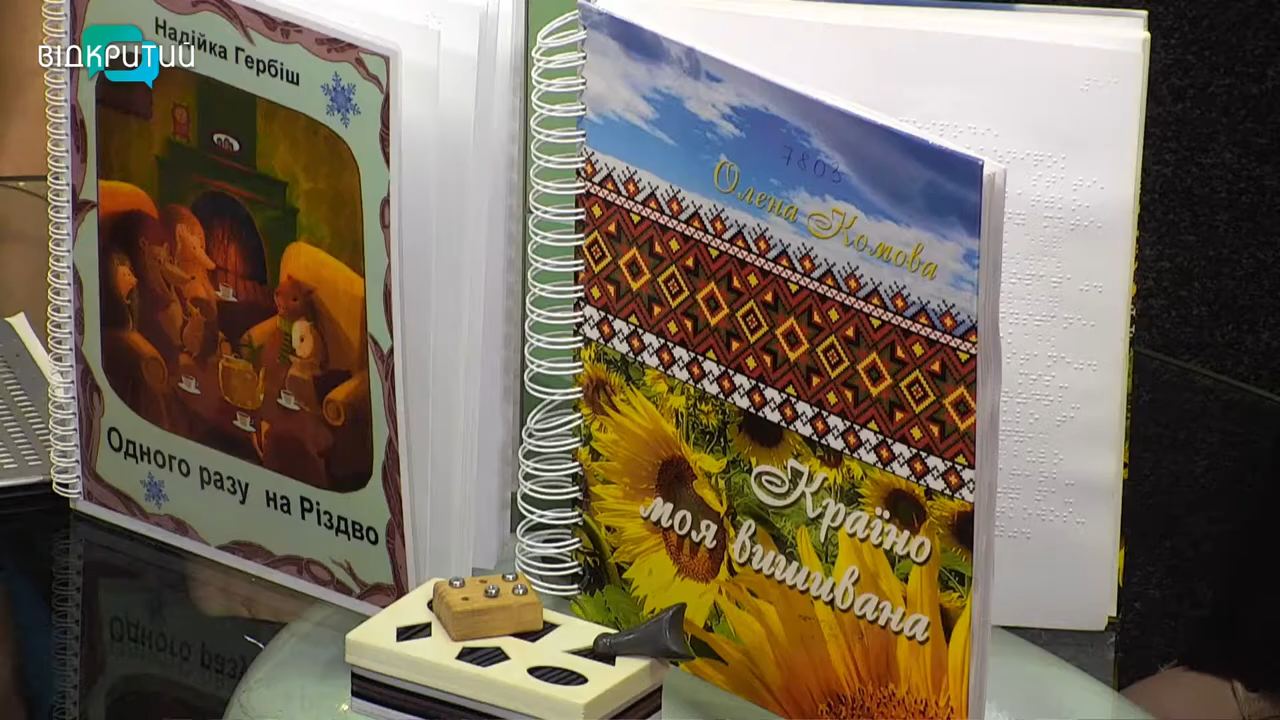 ВІДКРИТИЙ
Надійка Гербіш
Одного разу на Різдво
7803
Олена Комова
Країно
моя вишивана